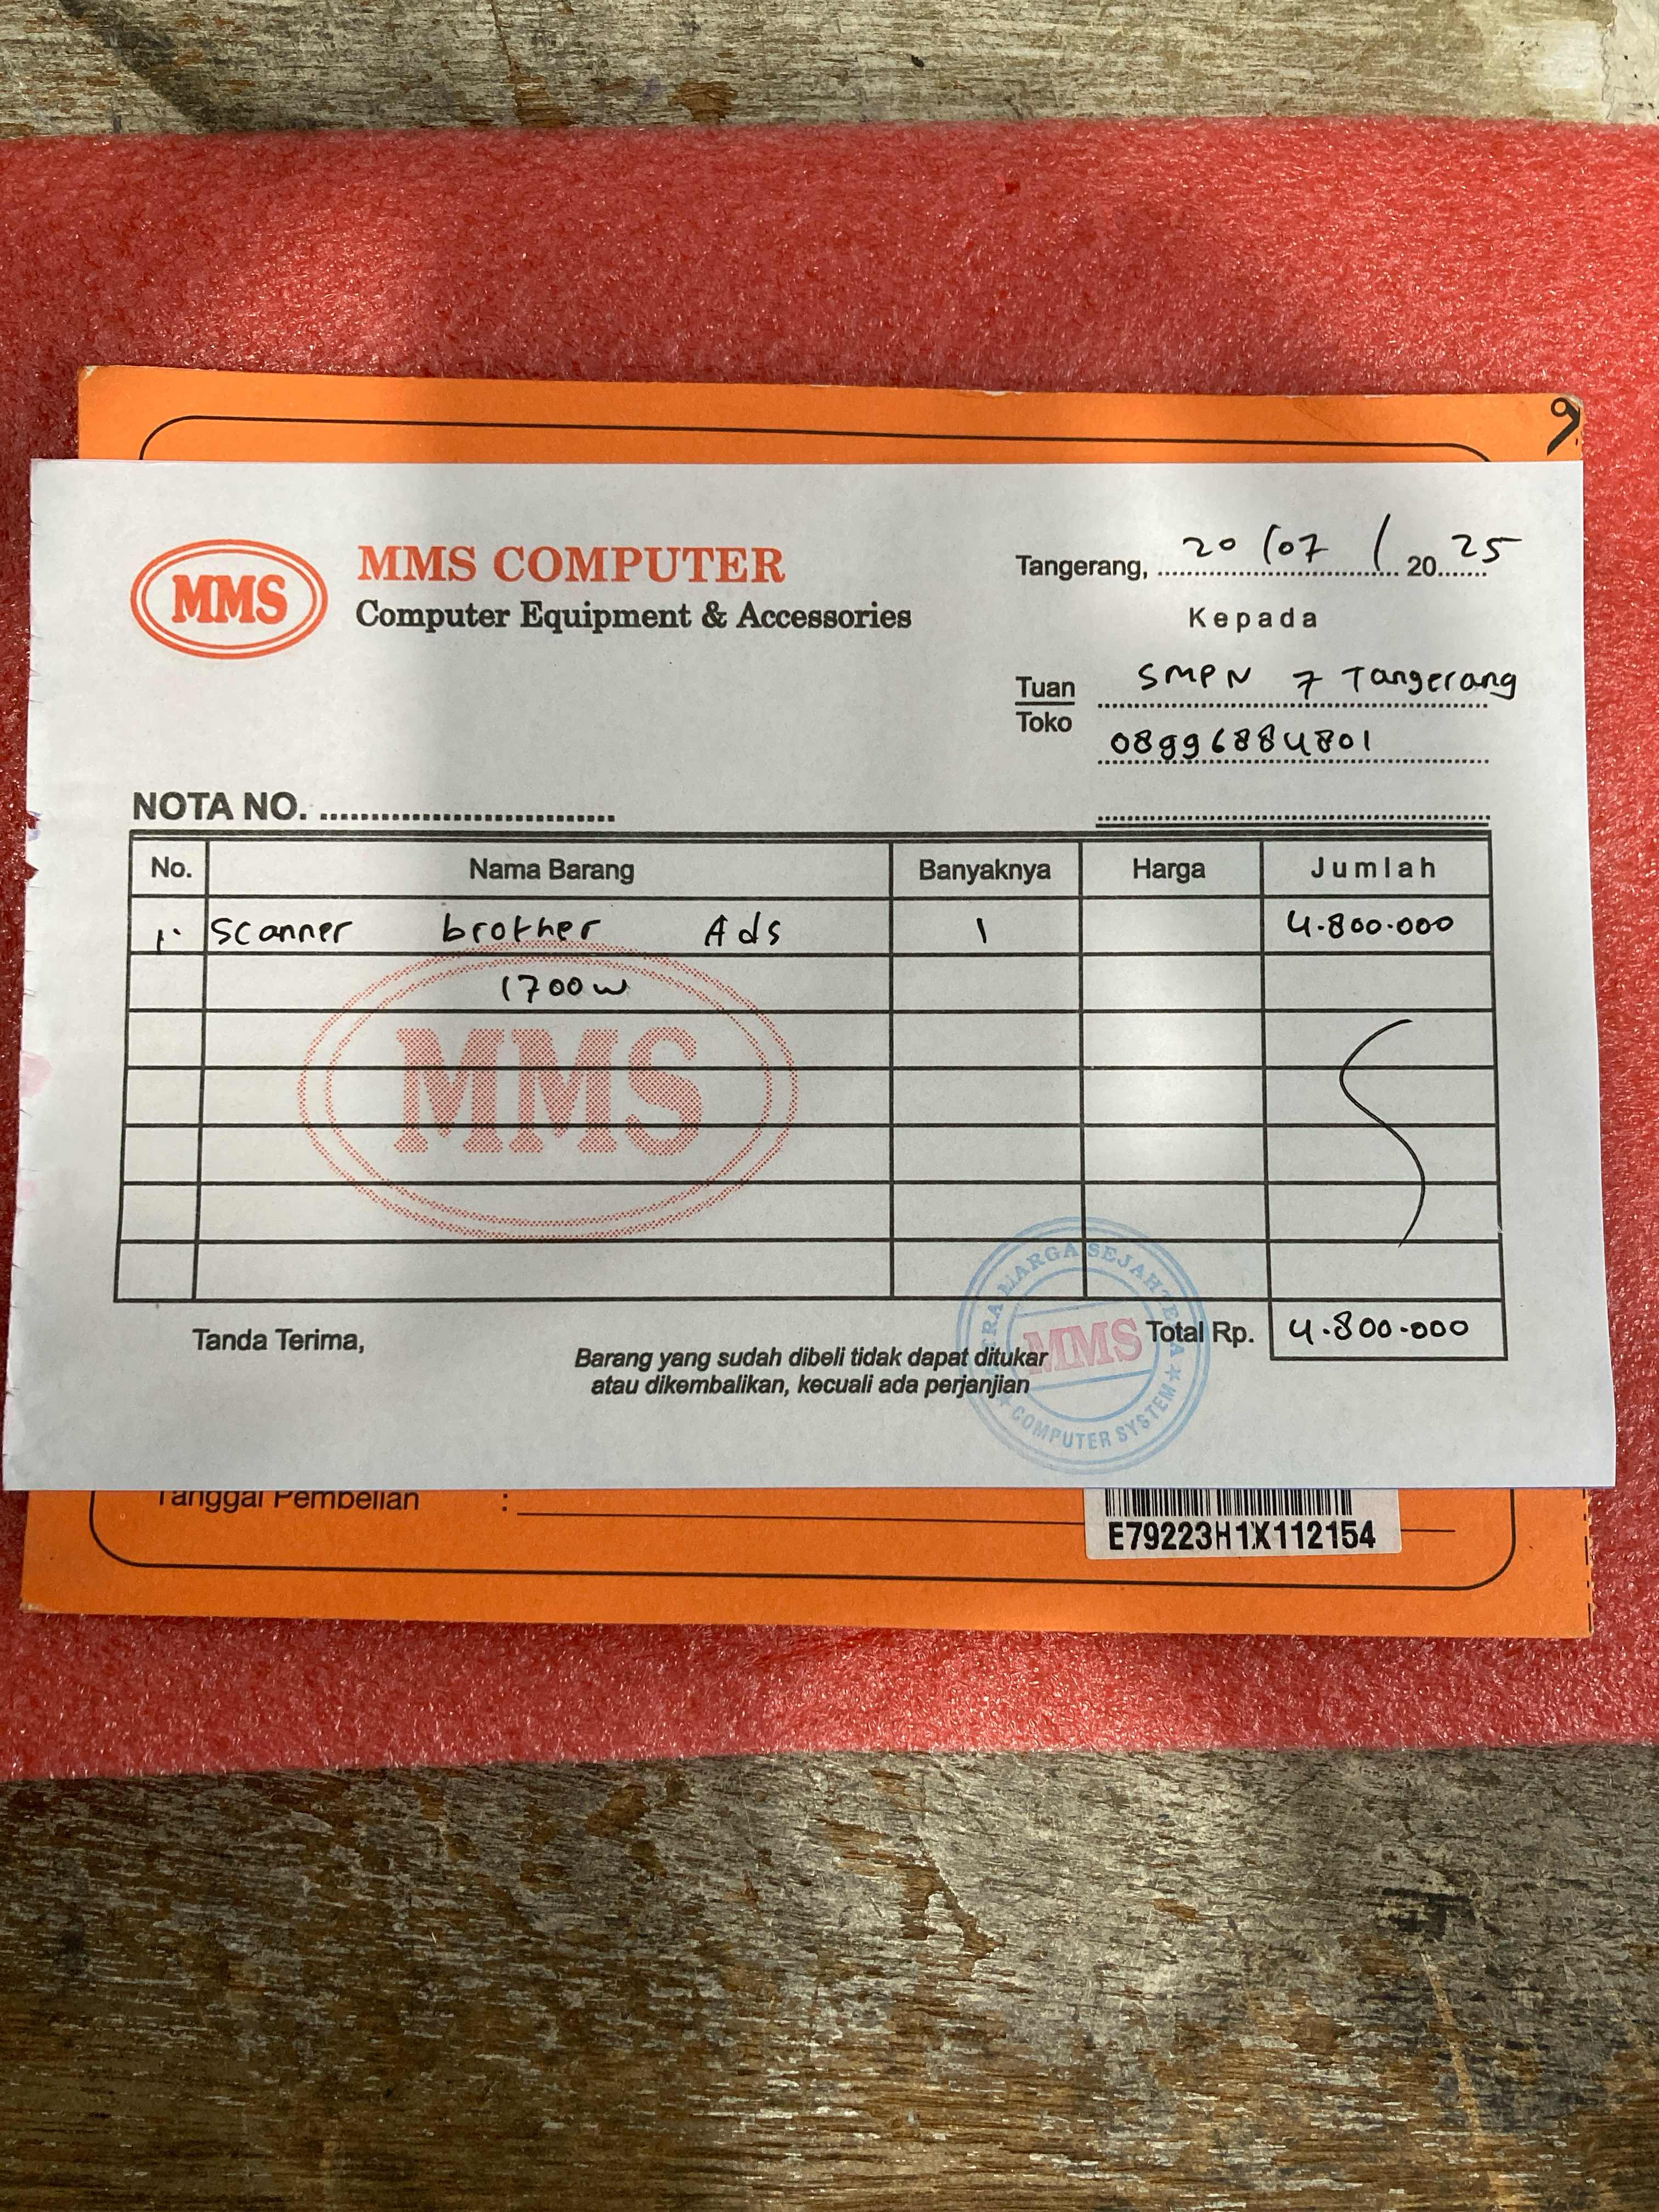 MMS
MMS COMPUTER
Computer Equipment & Accessories
Tangerang, 20/07 / 20 25
Kepada
Tuan
Toko
SMPN 7 Tangerang
08996884801
NOTA NO.
No. Nama Barang Banyaknya Harga Jumlah
1. Scanner brother Ads 1 4.800.000
1700w
MMS
Tanda Terima,
Barang yang sudah dibeli tidak dapat ditukar
atau dikembalikan, kecuali ada perjanjian
Total Rp. 4.800.000
MITRA MARGA SEJAHTERA
MMS
COMPUTER SYSTEM
Tanggal Pembelian :
E79223H1X112154